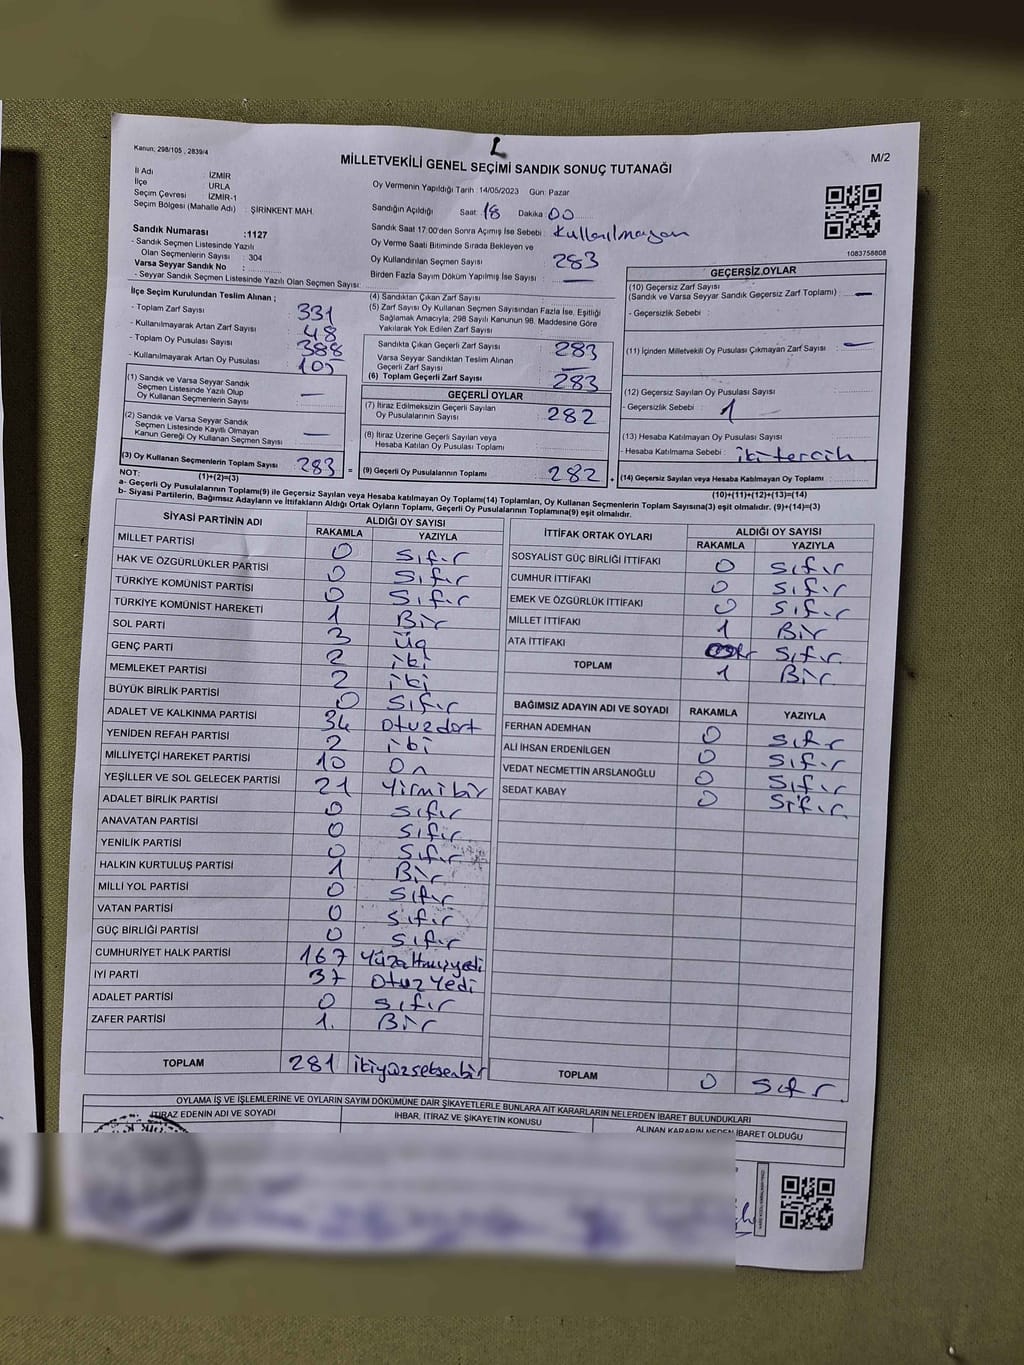 Kanun: 298/105 , 2839/4
MİLLETVEKİLİ GENEL SEÇİMİ SANDIK SONUÇ TUTANAĞI
M/2
İl Adı : İZMİR
İlçe : URLA
Seçim Çevresi : İZMİR-1
Seçim Bölgesi (Mahalle Adı) : ŞİRİNKENT MAH.
Oy Vermenin Yapıldığı Tarih : 14/05/2023 Gün: Pazar
Sandığın Açıldığı Saat : 18 Dakika : 00
Sandık Saat 17:00'den Sonra Açımış İse Sebebi : Kullanılmayan
Oy Verme Saati Bitiminde Sırada Bekleyen ve
Oy Kullandırılan Seçmen Sayısı : 283
Birden Fazla Sayım Döküm Yapılmış İse Sayısı : —
1083758808
Sandık Numarası : 1127
- Sandık Seçmen Listesinde Yazılı
Olan Seçmenlerin Sayısı : 304
Varsa Seyyar Sandık No :
- Seyyar Sandık Seçmen Listesinde Yazılı Olan Seçmen Sayısı:
İlçe Seçim Kurulundan Teslim Alınan ;
- Toplam Zarf Sayısı : 331
- Kullanılmayarak Artan Zarf Sayısı : 48
- Toplam Oy Pusulası Sayısı : 388
- Kullanılmayarak Artan Oy Pusulası : 105
(1) Sandık ve Varsa Seyyar Sandık
Seçmen Listesinde Yazılı Olup
Oy Kullanan Seçmenlerin Sayısı : —
(2) Sandık ve Varsa Seyyar Sandık
Seçmen Listesinde Kayıtlı Olmayan
Kanun Gereği Oy Kullanan Seçmen Sayısı : —
(3) Oy Kullanan Seçmenlerin Toplam Sayısı : 283 =
(1)+(2)=(3)
(4) Sandıktan Çıkan Zarf Sayısı :
(5) Zarf Sayısı Oy Kullanan Seçmen Sayısından Fazla İse, Eşitliği
Sağlamak Amacıyla; 298 Sayılı Kanunun 98. Maddesine Göre
Yakılarak Yok Edilen Zarf Sayısı :
Sandıkta Çıkan Geçerli Zarf Sayısı : 283
Varsa Seyyar Sandıktan Teslim Alınan
Geçerli Zarf Sayısı : —
(6) Toplam Geçerli Zarf Sayısı : 283
GEÇERLİ OYLAR
(7) İtiraz Edilmeksizin Geçerli Sayılan
Oy Pusulalarının Sayısı : 282
(8) İtiraz Üzerine Geçerli Sayılan veya
Hesaba Katılan Oy Pusulası Toplamı :
(9) Geçerli Oy Pusulalarının Toplamı : 282 +
GEÇERSİZ OYLAR
(10) Geçersiz Zarf Sayısı
(Sandık ve Varsa Seyyar Sandık Geçersiz Zarf Toplamı) : —
- Geçersizlik Sebebi :
(11) İçinden Milletvekili Oy Pusulası Çıkmayan Zarf Sayısı : —
(12) Geçersiz Sayılan Oy Pusulası Sayısı :
- Geçersizlik Sebebi : 1
(13) Hesaba Katılmayan Oy Pusulası Sayısı :
- Hesaba Katılmama Sebebi : iki tercih
(14) Geçersiz Sayılan veya Hesaba Katılmayan Oy Toplamı :
(10)+(11)+(12)+(13)=(14)
NOT:
a- Geçerli Oy Pusulalarının Toplamı(9) ile Geçersiz Sayılan veya Hesaba katılmayan Oy Toplamı(14) Toplamları, Oy Kullanan Seçmenlerin Toplam Sayısına(3) eşit olmalıdır. (9)+(14)=(3)
b- Siyasi Partilerin, Bağımsız Adayların ve İttifakların Aldığı Ortak Oyların Toplamı, Geçerli Oy Pusulalarının Toplamına(9) eşit olmalıdır.
SİYASİ PARTİNİN ADI ALDIĞI OY SAYISI
RAKAMLA YAZIYLA
MİLLET PARTİSİ 0 Sıfır
HAK VE ÖZGÜRLÜKLER PARTİSİ 0 Sıfır
TÜRKİYE KOMÜNİST PARTİSİ 0 Sıfır
TÜRKİYE KOMÜNİST HAREKETİ 1 Bir
SOL PARTİ 3 üç
GENÇ PARTİ 2 iki
MEMLEKET PARTİSİ 2 iki
BÜYÜK BİRLİK PARTİSİ 0 Sıfır
ADALET VE KALKINMA PARTİSİ 34 Otuzdört
YENİDEN REFAH PARTİSİ 2 iki
MİLLİYETÇİ HAREKET PARTİSİ 10 On
YEŞİLLER VE SOL GELECEK PARTİSİ 21 Yirmibir
ADALET BİRLİK PARTİSİ 0 Sıfır
ANAVATAN PARTİSİ 0 Sıfır
YENİLİK PARTİSİ 0 Sıfır
HALKIN KURTULUŞ PARTİSİ 1 Bir
MİLLİ YOL PARTİSİ 0 Sıfır
VATAN PARTİSİ 0 Sıfır
GÜÇ BİRLİĞİ PARTİSİ 0 Sıfır
CUMHURİYET HALK PARTİSİ 167 Yüzaltmışyedi
İYİ PARTİ 37 Otuzyedi
ADALET PARTİSİ 0 Sıfır
ZAFER PARTİSİ 1. Bir
TOPLAM 281 ikiyüzseksenbir
İTTİFAK ORTAK OYLARI ALDIĞI OY SAYISI
RAKAMLA YAZIYLA
SOSYALİST GÜÇ BİRLİĞİ İTTİFAKI 0 Sıfır
CUMHUR İTTİFAKI 0 Sıfır
EMEK VE ÖZGÜRLÜK İTTİFAKI 0 Sıfır
MİLLET İTTİFAKI 1 Bir
ATA İTTİFAKI Sıfır
TOPLAM 1 Bir
BAĞIMSIZ ADAYIN ADI VE SOYADI RAKAMLA YAZIYLA
FERHAN ADEMHAN 0 Sıfır
ALİ İHSAN ERDENİLGEN 0 Sıfır
VEDAT NECMETTİN ARSLANOĞLU 0 Sıfır
SEDAT KABAY 0 Sıfır
TOPLAM 0 Sıfır
OYLAMA İŞ VE İŞLEMLERİNE VE OYLARIN SAYIM DÖKÜMÜNE DAİR ŞİKAYETLERLE BUNLARA AİT KARARLARIN NELERDEN İBARET BULUNDUKLARI
İTİRAZ EDENİN ADI VE SOYADI İHBAR, İTİRAZ VE ŞİKAYETİN KONUSU ALINAN KARARIN NEDEN İBARET OLDUĞU